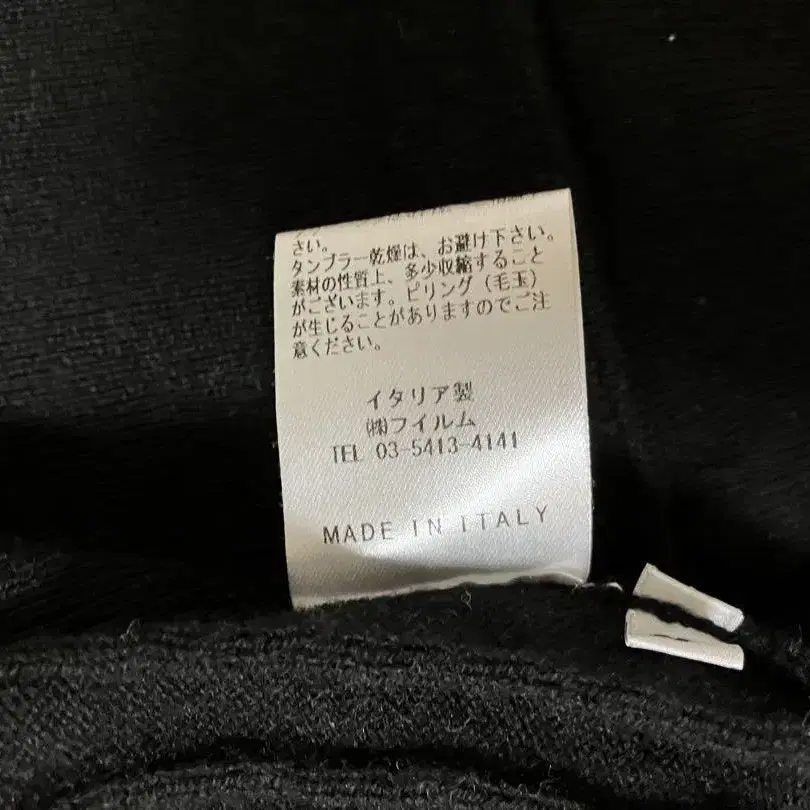 さい。
タンブラー乾燥は、お避け下さい。
素材の性質上、多少収縮すること
がございます。ピリング（毛玉）
が生じることがありますのでご注
意ください。
イタリア製
㈱フイルム
TEL 03-5413-4141
MADE IN ITALY